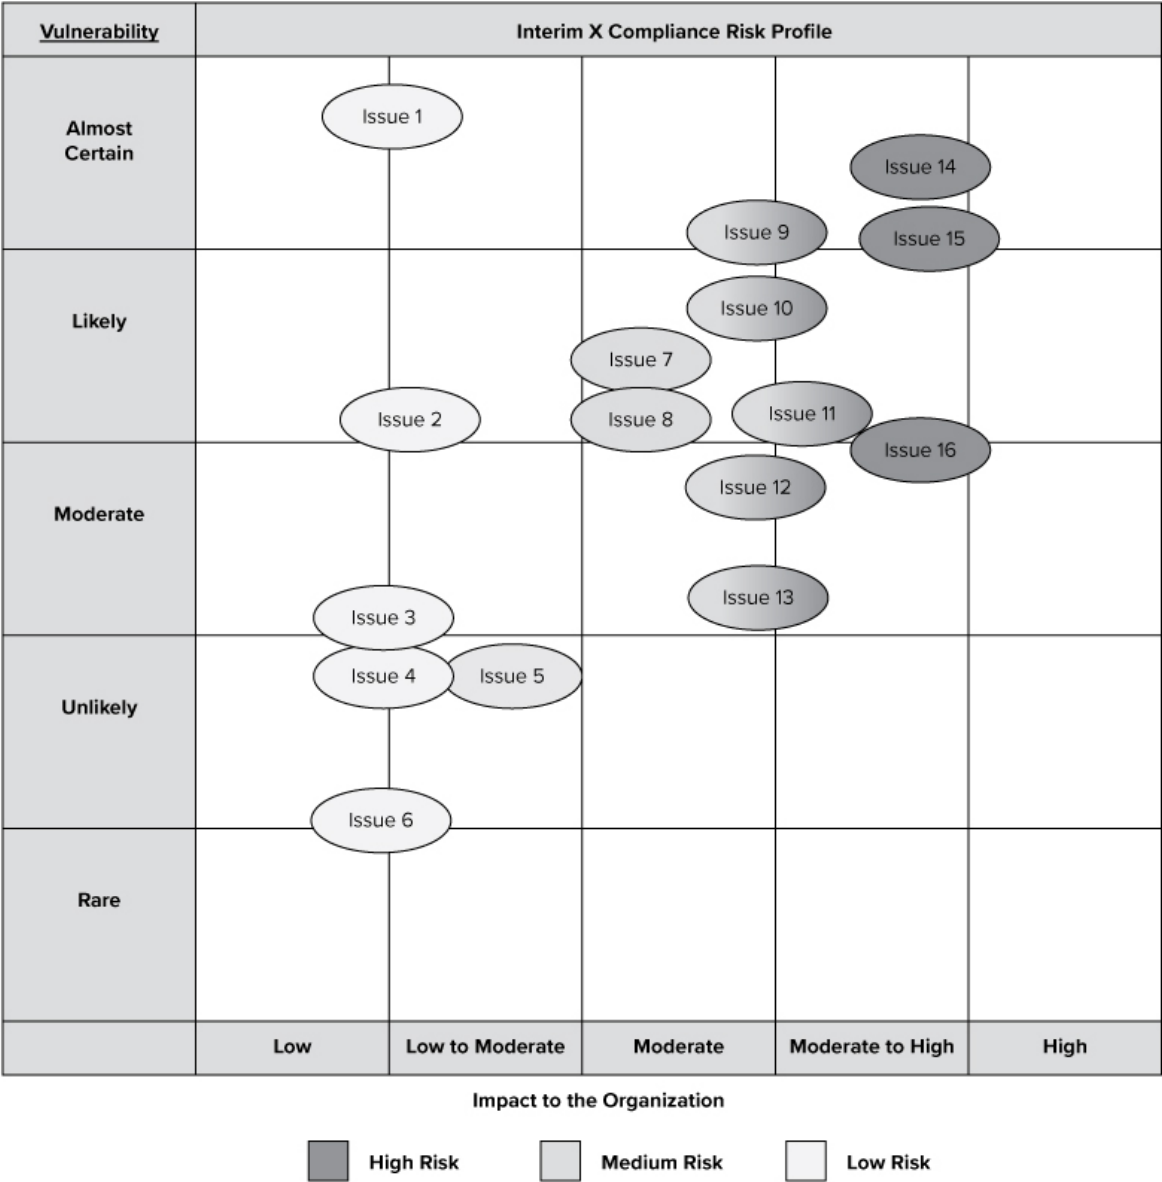 Vulnerability
Interim X Compliance Risk Profile
Almost
Certain
Issue 1
Issue 14
Issue 9
Issue 15
Likely
Issue 10
Issue 7
Issue 2
Issue 8
Issue 11
Issue 16
Moderate
Issue 12
Issue 13
Issue 3
Unlikely
Issue 4
Issue 5
Issue 6
Rare
Low
Low to Moderate
Moderate
Moderate to High
High
Impact to the Organization
High Risk
Medium Risk
Low Risk